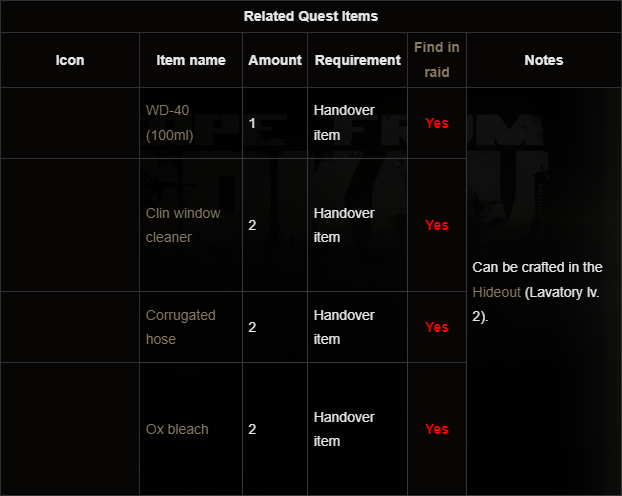 Related Quest Items
Icon
Item name
Amount
Requirement
Find in
raid
Notes
WD-40
(100ml)
1
Handover
item
Yes
Clin window
cleaner
2
Handover
item
Yes
Can be crafted in the
Hideout (Lavatory lv.
2).
Corrugated
hose
2
Handover
item
Yes
Ox bleach
2
Handover
item
Yes